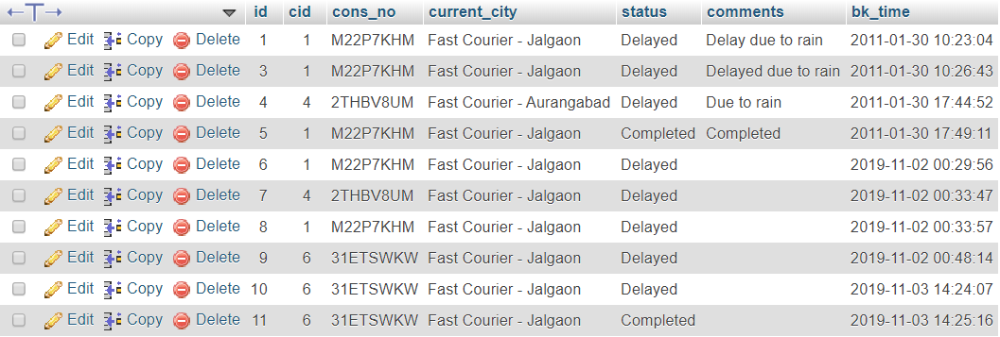 id cid cons_no current_city status comments bk_time
Edit Copy Delete 1 1 M22P7KHM Fast Courier - Jalgaon Delayed Delay due to rain 2011-01-30 10:23:04
Edit Copy Delete 3 1 M22P7KHM Fast Courier - Jalgaon Delayed Delayed due to rain 2011-01-30 10:26:43
Edit Copy Delete 4 4 2THBV8UM Fast Courier - Aurangabad Delayed Due to rain 2011-01-30 17:44:52
Edit Copy Delete 5 1 M22P7KHM Fast Courier - Jalgaon Completed Completed 2011-01-30 17:49:11
Edit Copy Delete 6 1 M22P7KHM Fast Courier - Jalgaon Delayed 2019-11-02 00:29:56
Edit Copy Delete 7 4 2THBV8UM Fast Courier - Jalgaon Delayed 2019-11-02 00:33:47
Edit Copy Delete 8 1 M22P7KHM Fast Courier - Jalgaon Delayed 2019-11-02 00:33:57
Edit Copy Delete 9 6 31ETSWKW Fast Courier - Jalgaon Delayed 2019-11-02 00:48:14
Edit Copy Delete 10 6 31ETSWKW Fast Courier - Jalgaon Delayed 2019-11-03 14:24:07
Edit Copy Delete 11 6 31ETSWKW Fast Courier - Jalgaon Completed 2019-11-03 14:25:16